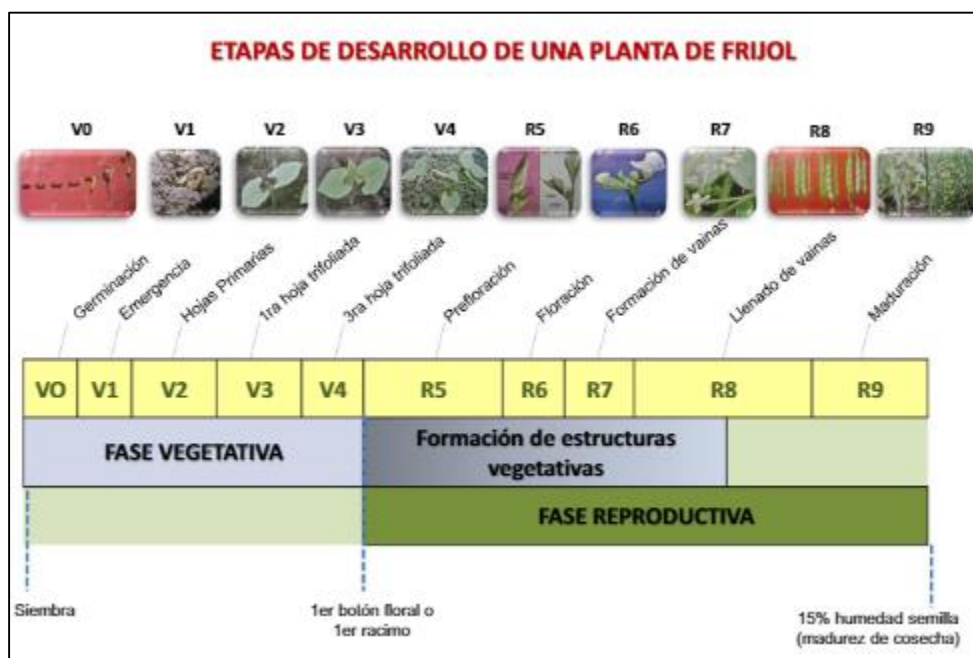 ETAPAS DE DESARROLLO DE UNA PLANTA DE FRIJOL
V0 V1 V2 V3 V4 R5 R6 R7 R8 R9
Germinación
Emergencia
Hojas Primarias
1ra hoja trifoliada
3ra hoja trifoliada
Prefloración
Floración
Formación de vainas
Llenado de vainas
Maduración
VO V1 V2 V3 V4 R5 R6 R7 R8 R9
FASE VEGETATIVA
Formación de estructuras
vegetativas
FASE REPRODUCTIVA
Siembra
1er botón floral o
1er racimo
15% humedad semilla
(madurez de cosecha)